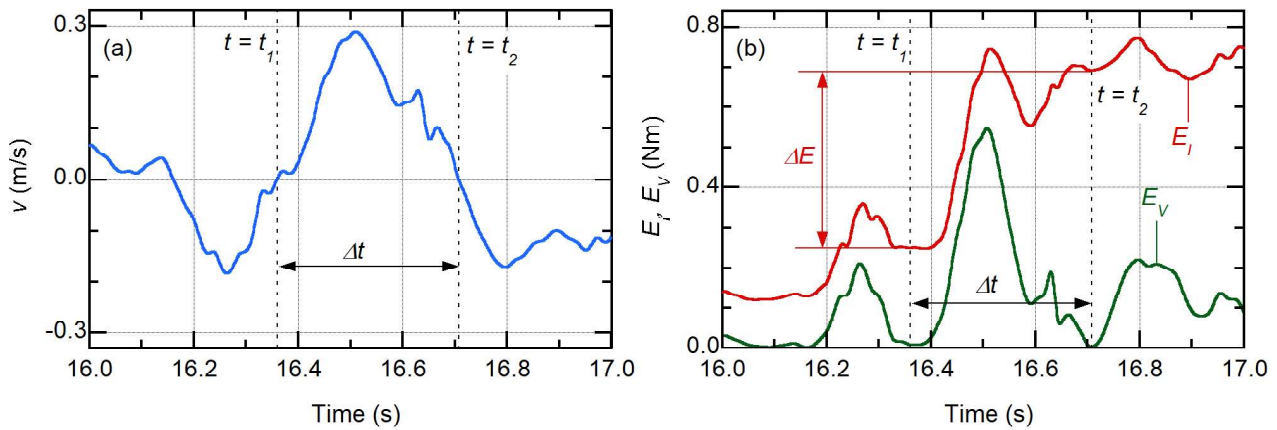 (a)
t = t1
t = t2
Δt
v (m/s)
0.3
0.0
-0.3
16.0 16.2 16.4 16.6 16.8 17.0
Time (s)
(b)
t = t1
t = t2
ΔE
Δt
EI
EV
Ei, EV (Nm)
0.8
0.4
0.0
16.0 16.2 16.4 16.6 16.8 17.0
Time (s)